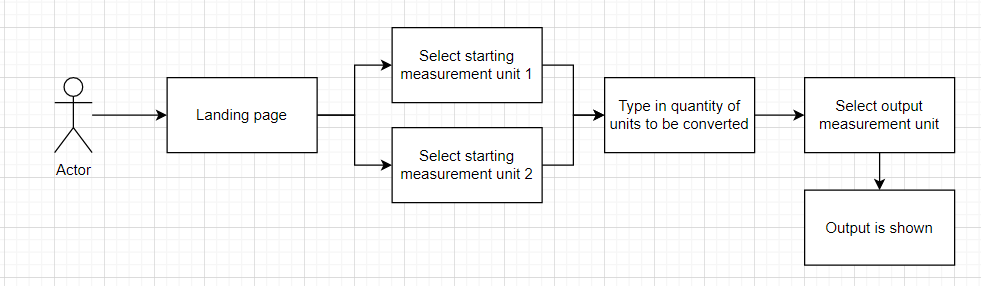 Actor
Landing page
Select starting
measurement unit 1
Select starting
measurement unit 2
Type in quantity of
units to be converted
Select output
measurement unit
Output is shown